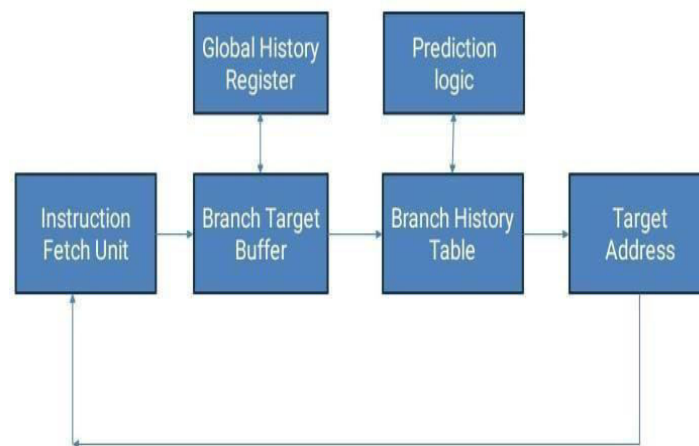 Global History
Register
Prediction
logic
Instruction
Fetch Unit
Branch Target
Buffer
Branch History
Table
Target
Address